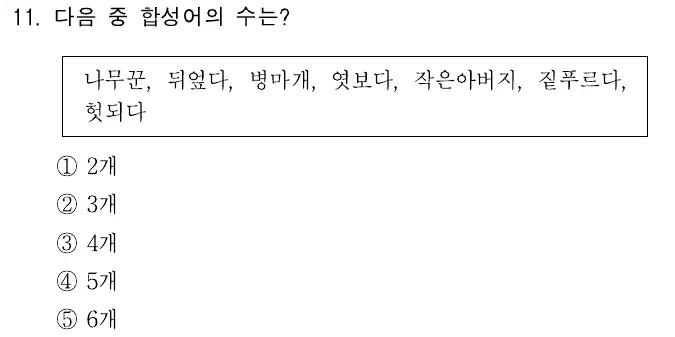 11. 다음 중 합성어의 수는?
나무꾼, 뒤엎다, 병마개, 엿보다, 작은아버지, 짙푸르다,
헛되다
① 2개
② 3개
③ 4개
④ 5개
⑤ 6개